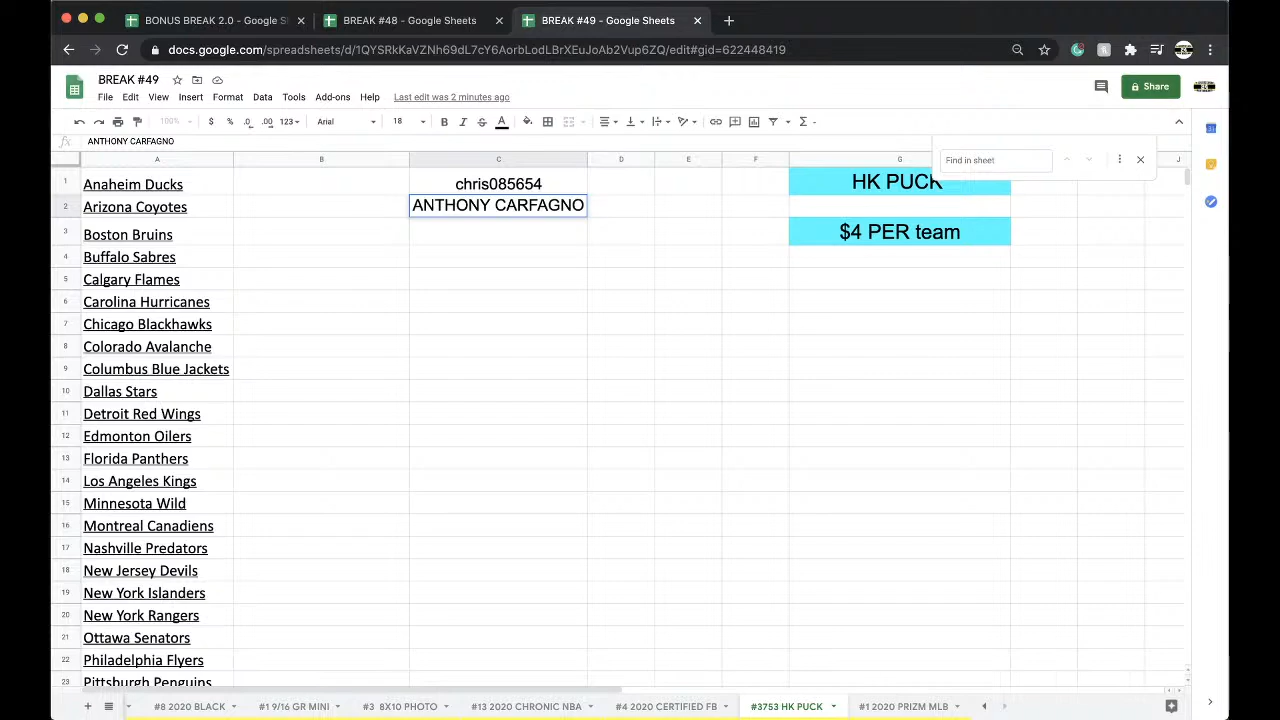 BONUS BREAK 2.0 - Google S
BREAK #48 - Google Sheets
BREAK #49 - Google Sheets
docs.google.com/spreadsheets/d/1QYSRkKaVZNh69dL7cY6AorbLodLBrXEuJoAb2Vup6ZQ/edit#gid=622448419
BREAK #49
File Edit View Insert Format Data Tools Add-ons Help Last edit was 2 minutes ago
Share
100% $ % .0 .00 123 Arial 18 B I S A
fx ANTHONY CARFAGNO
Find in sheet
A B C D E F G J
1 Anaheim Ducks chris085654 HK PUCK
2 Arizona Coyotes ANTHONY CARFAGNO
3 Boston Bruins $4 PER team
4 Buffalo Sabres
5 Calgary Flames
6 Carolina Hurricanes
7 Chicago Blackhawks
8 Colorado Avalanche
9 Columbus Blue Jackets
10 Dallas Stars
11 Detroit Red Wings
12 Edmonton Oilers
13 Florida Panthers
14 Los Angeles Kings
15 Minnesota Wild
16 Montreal Canadiens
17 Nashville Predators
18 New Jersey Devils
19 New York Islanders
20 New York Rangers
21 Ottawa Senators
22 Philadelphia Flyers
23 Pittsburgh Penguins
#8 2020 BLACK #1 9/16 GR MINI #3 8X10 PHOTO #13 2020 CHRONIC NBA #4 2020 CERTIFIED FB #3753 HK PUCK #1 2020 PRIZM MLB